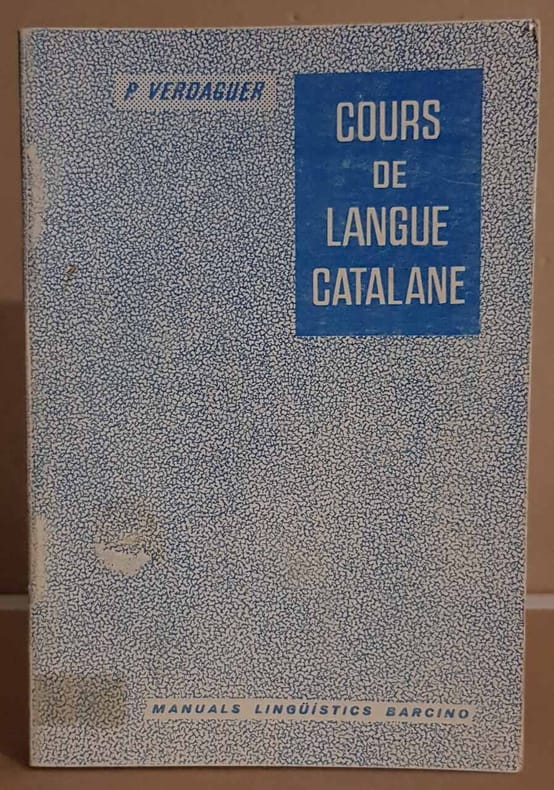 P VERDAGUER
COURS
DE
LANGUE
CATALANE
MANUALS LINGÜÍSTICS BARCINO